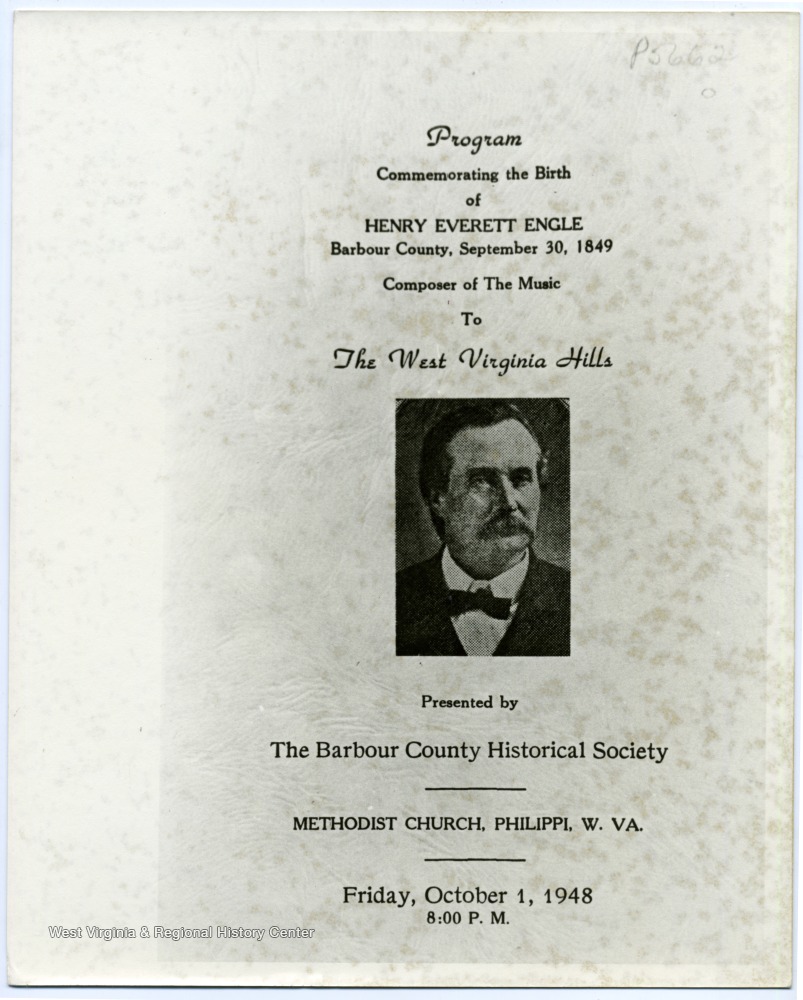 P5662
Program
Commemorating the Birth
of
HENRY EVERETT ENGLE
Barbour County, September 30, 1849
Composer of The Music
To
The West Virginia Hills
Presented by
The Barbour County Historical Society
METHODIST CHURCH, PHILIPPI, W. VA.
Friday, October 1, 1948
8:00 P. M.
West Virginia & Regional History Center